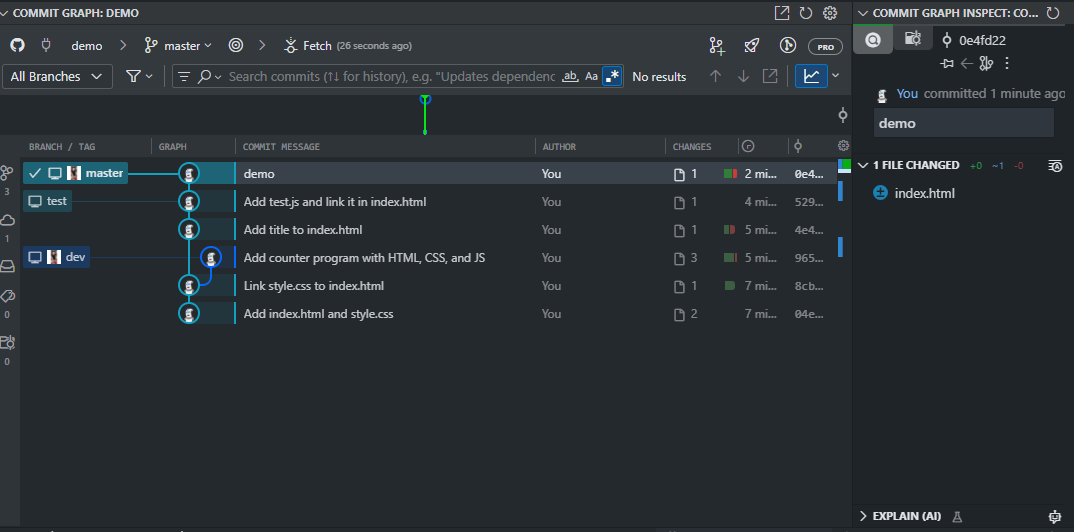 COMMIT GRAPH: DEMO
demo > master > Fetch (26 seconds ago) PRO
All Branches Search commits (↑↓ for history), e.g. "Updates dependenc ab Aa .* No results
BRANCH / TAG GRAPH COMMIT MESSAGE AUTHOR CHANGES
master demo You 1 2 mi... 0e4...
test Add test.js and link it in index.html You 1 4 mi... 529...
Add title to index.html You 1 5 mi... 4e4...
dev Add counter program with HTML, CSS, and JS You 3 5 mi... 965...
Link style.css to index.html You 1 7 mi... 8cb...
Add index.html and style.css You 2 7 mi... 04e...
3
1
0
0
COMMIT GRAPH INSPECT: CO...
0e4fd22
You committed 1 minute ago
demo
1 FILE CHANGED +0 ~1 -0
index.html
EXPLAIN (AI)